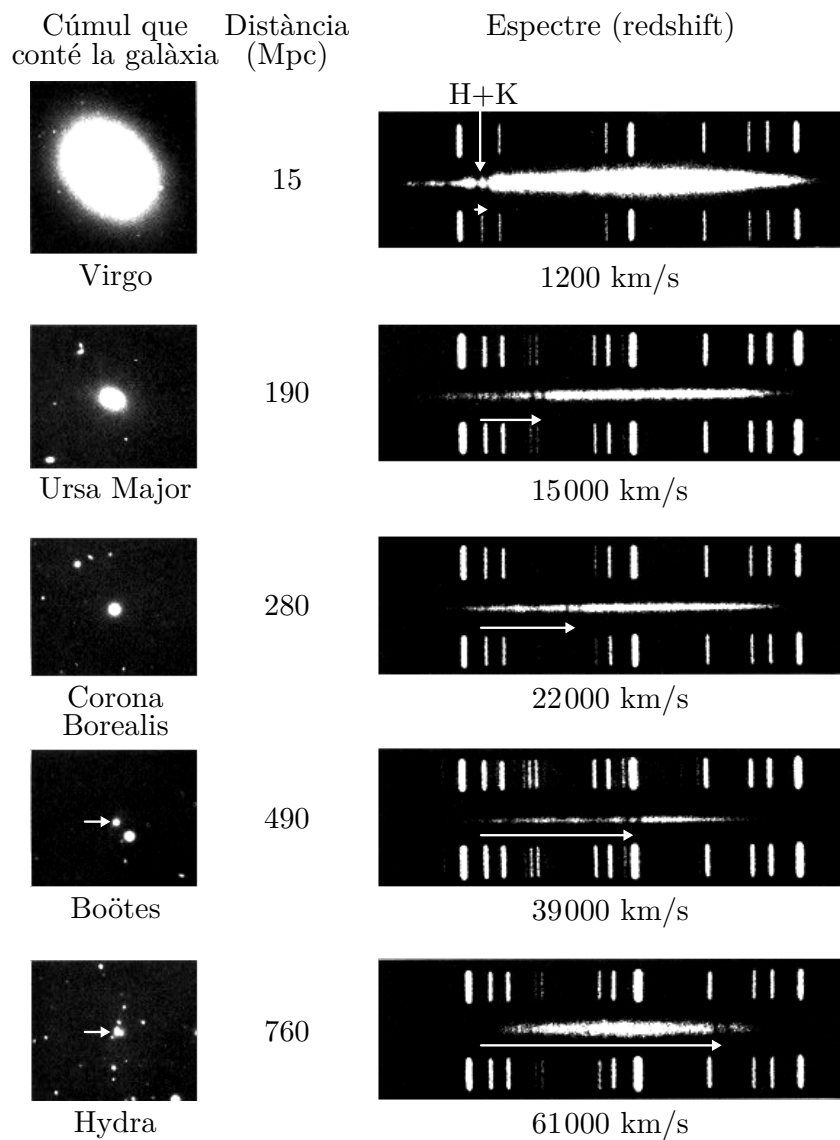 Cúmul que
conté la galàxia
Distància
(Mpc)
Espectre (redshift)
H+K
15
Virgo
1200 km/s
190
Ursa Major
15000 km/s
280
Corona
Borealis
22000 km/s
490
Boötes
39000 km/s
760
Hydra
61000 km/s